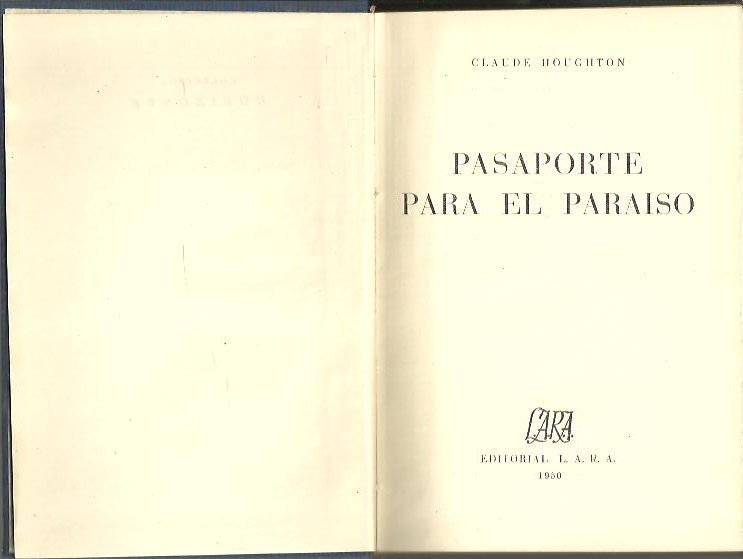 CLAUDE HOUGHTON
PASAPORTE
PARA EL PARAISO
LARA
EDITORIAL L. A. R. A.
1950